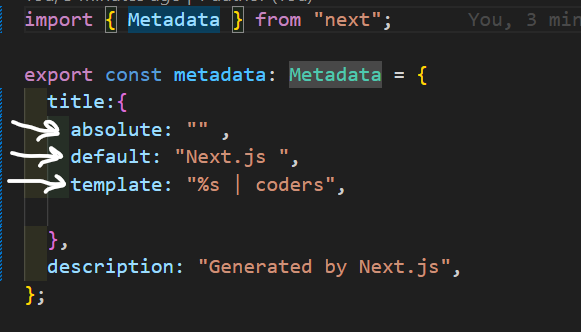 import { Metadata } from "next"; You, 3 min
export const metadata: Metadata = {
title:{
absolute: "" ,
default: "Next.js ",
template: "%s | coders",
},
description: "Generated by Next.js",
};